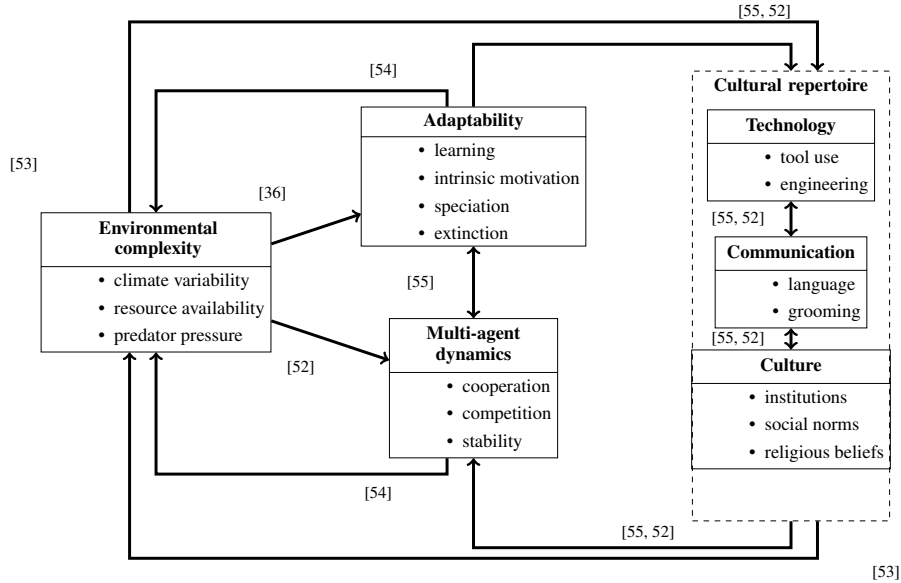 [55, 52]
[54]
[53]
[36]
Environmental
complexity
• climate variability
• resource availability
• predator pressure
Adaptability
• learning
• intrinsic motivation
• speciation
• extinction
[55]
[52]
Multi-agent
dynamics
• cooperation
• competition
• stability
[54]
Cultural repertoire
Technology
• tool use
• engineering
[55, 52]
Communication
• language
• grooming
[55, 52]
Culture
• institutions
• social norms
• religious beliefs
[55, 52]
[53]